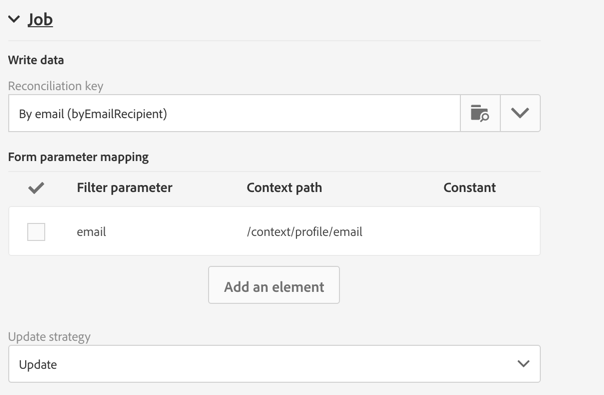 Job
Write data
Reconciliation key
By email (byEmailRecipient)
Form parameter mapping
Filter parameter Context path Constant
email /context/profile/email
Add an element
Update strategy
Update